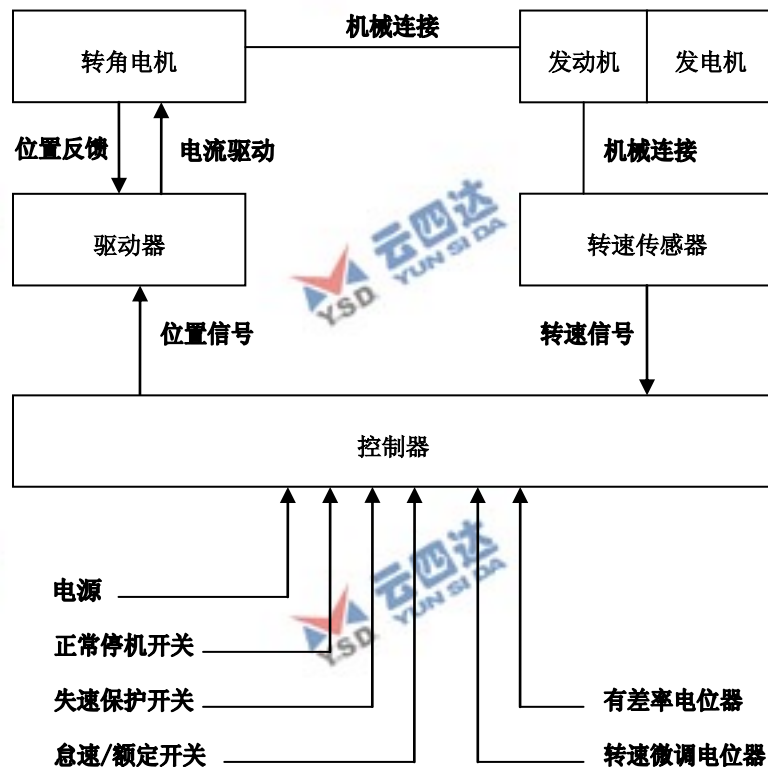 机械连接
转角电机
发动机
发电机
位置反馈
电流驱动
机械连接
驱动器
转速传感器
云四达
YUN SI DA
YSD
位置信号
转速信号
控制器
云四达
YUN SI DA
YSD
电源
正常停机开关
失速保护开关
有差率电位器
怠速/额定开关
转速微调电位器